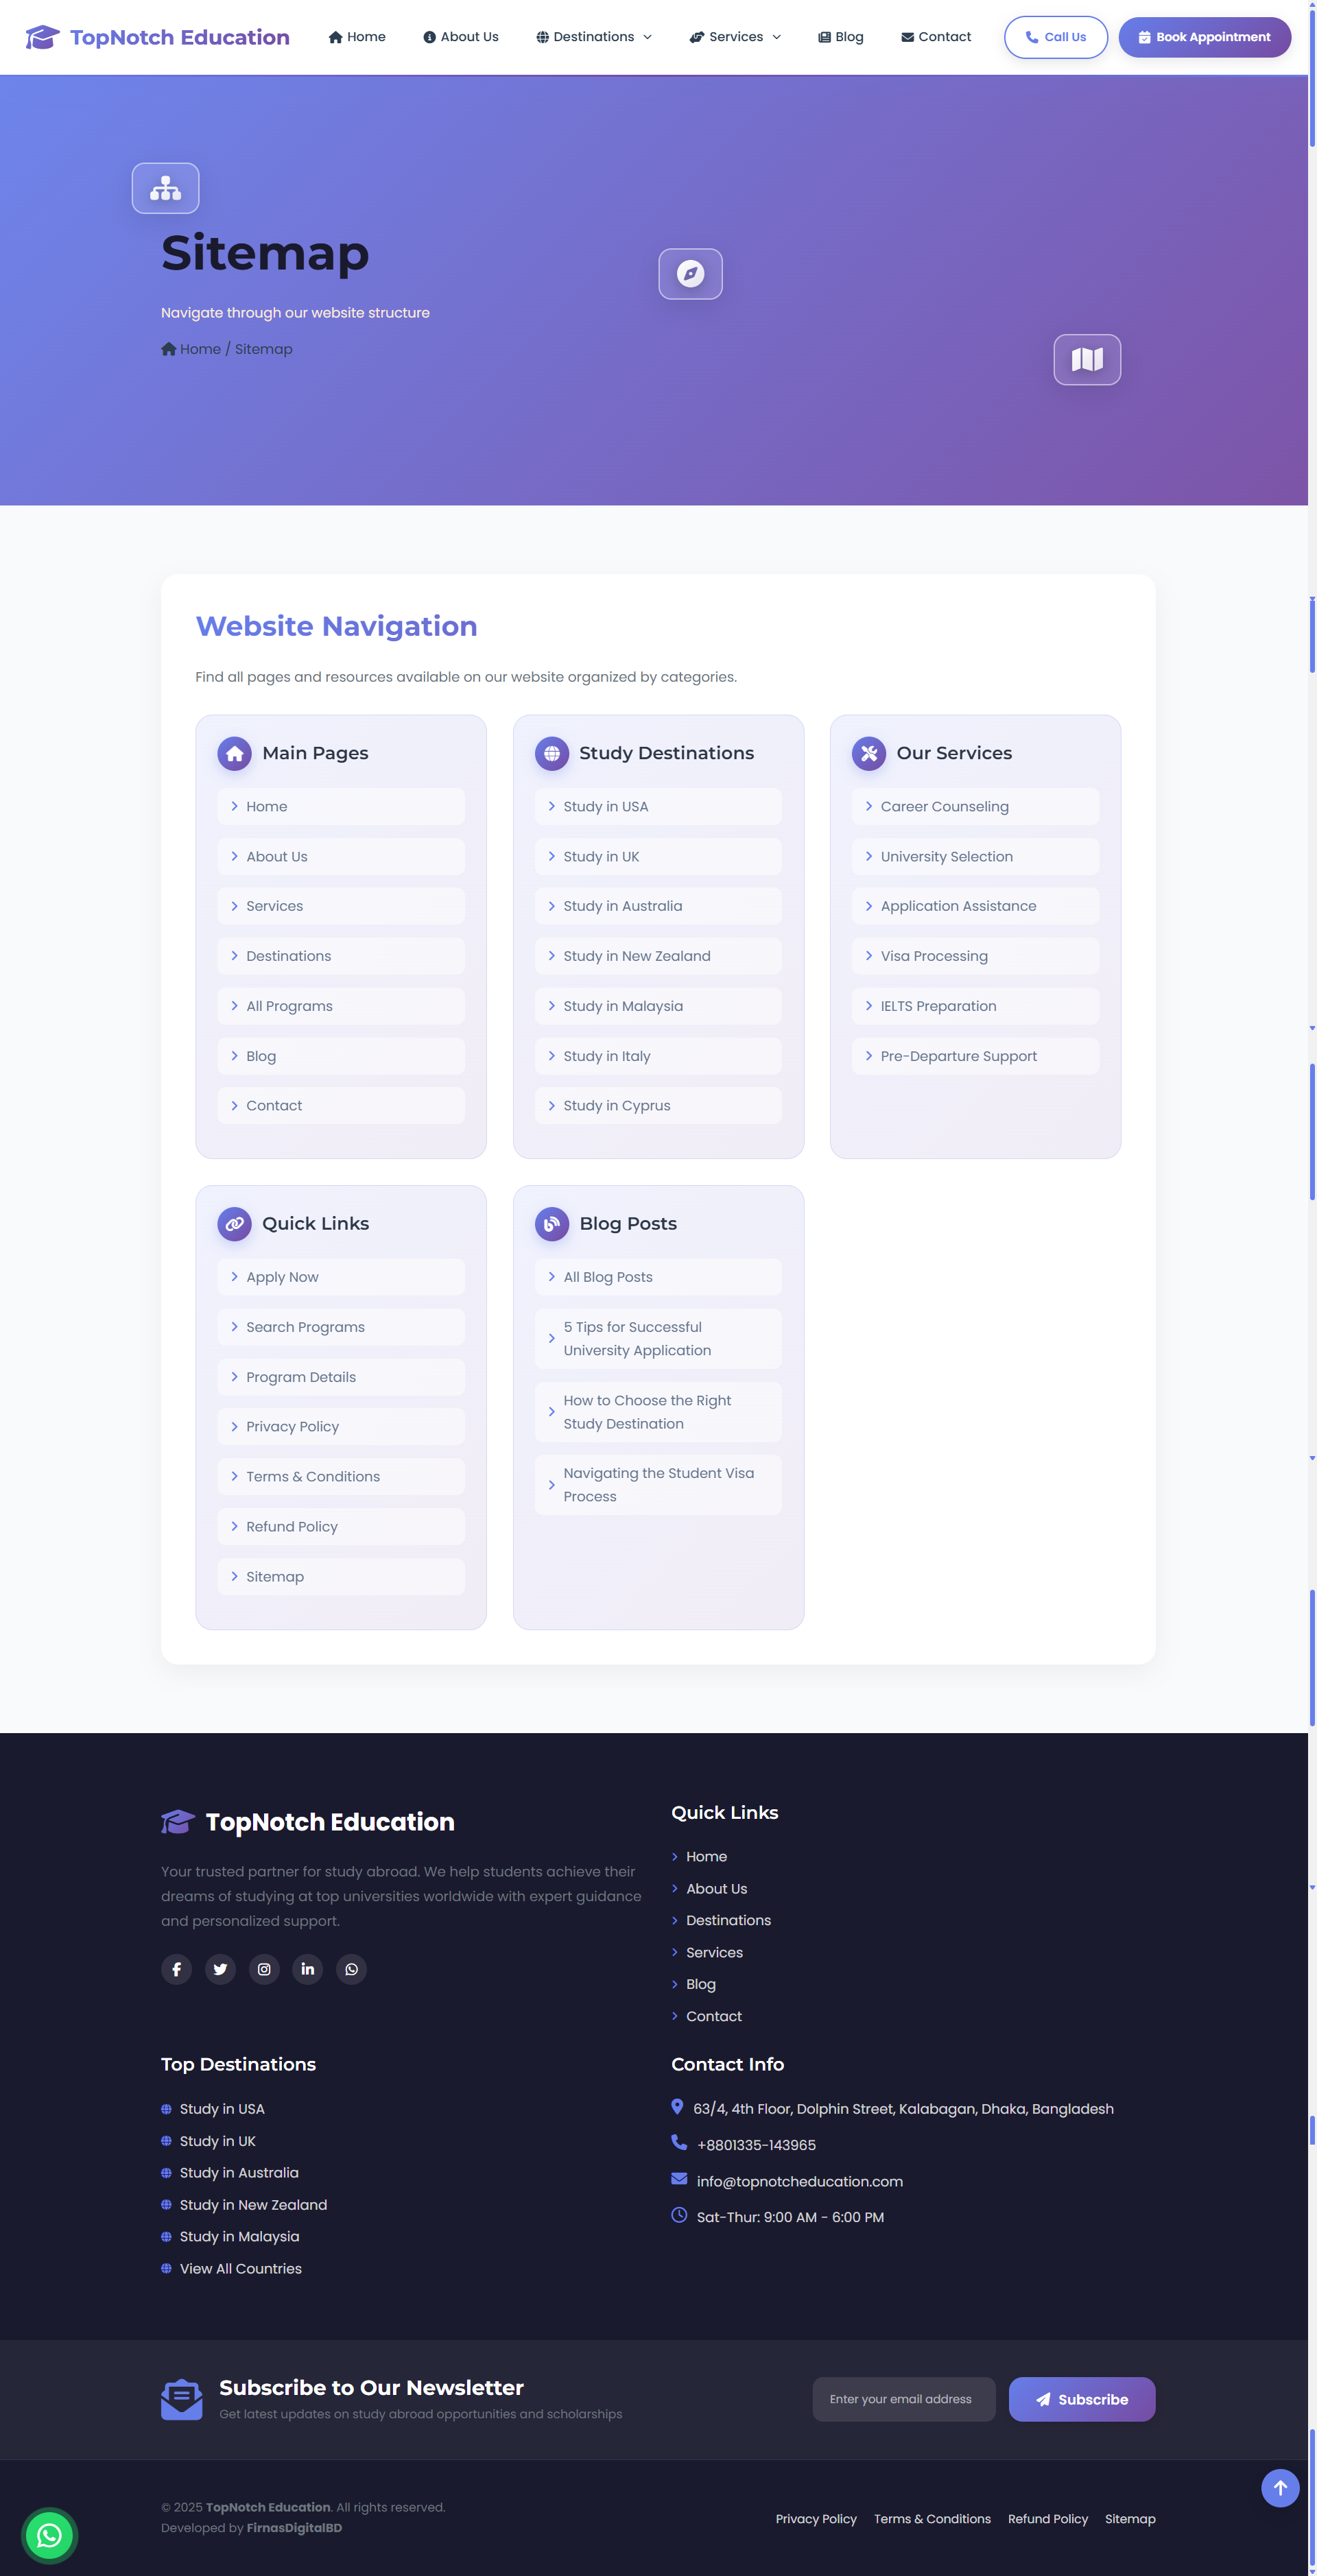 TopNotch Education
Home
About Us
Destinations
Services
Blog
Contact
Call Us
Book Appointment
Sitemap
Navigate through our website structure
Home / Sitemap
Website Navigation
Find all pages and resources available on our website organized by categories.
Main Pages
Home
About Us
Services
Destinations
All Programs
Blog
Contact
Study Destinations
Study in USA
Study in UK
Study in Australia
Study in New Zealand
Study in Malaysia
Study in Italy
Study in Cyprus
Our Services
Career Counseling
University Selection
Application Assistance
Visa Processing
IELTS Preparation
Pre-Departure Support
Quick Links
Apply Now
Search Programs
Program Details
Privacy Policy
Terms & Conditions
Refund Policy
Sitemap
Blog Posts
All Blog Posts
5 Tips for Successful
University Application
How to Choose the Right
Study Destination
Navigating the Student Visa
Process
TopNotch Education
Your trusted partner for study abroad. We help students achieve their
dreams of studying at top universities worldwide with expert guidance
and personalized support.
Quick Links
Home
About Us
Destinations
Services
Blog
Contact
Top Destinations
Study in USA
Study in UK
Study in Australia
Study in New Zealand
Study in Malaysia
View All Countries
Contact Info
63/4, 4th Floor, Dolphin Street, Kalabagan, Dhaka, Bangladesh
+8801335-143965
info@topnotcheducation.com
Sat-Thur: 9:00 AM - 6:00 PM
Subscribe to Our Newsletter
Get latest updates on study abroad opportunities and scholarships
Enter your email address
Subscribe
© 2025 TopNotch Education. All rights reserved.
Developed by FirnasDigitalBD
Privacy Policy
Terms & Conditions
Refund Policy
Sitemap